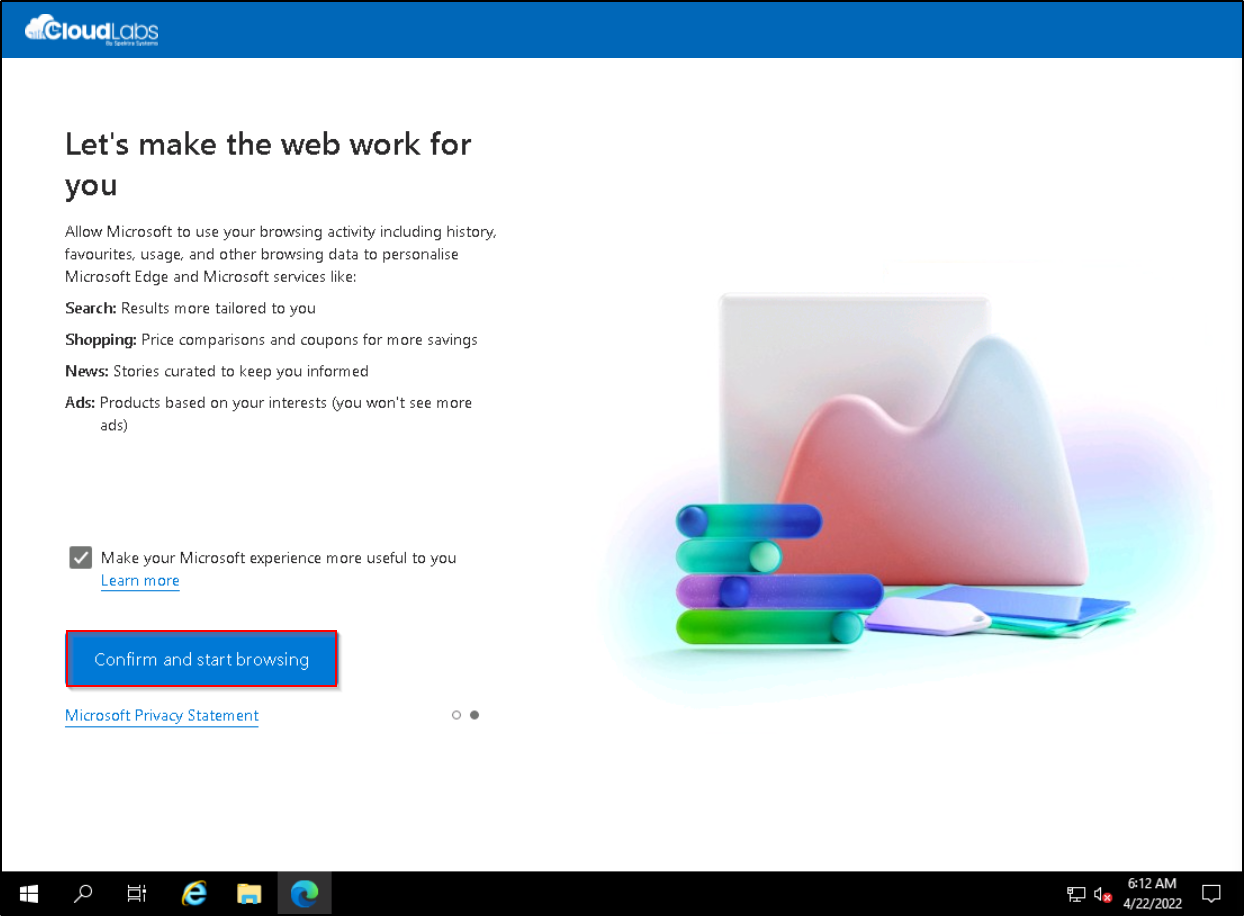 CloudLabs
By Spektra Systems
Let's make the web work for
you
Allow Microsoft to use your browsing activity including history,
favourites, usage, and other browsing data to personalise
Microsoft Edge and Microsoft services like:
Search: Results more tailored to you
Shopping: Price comparisons and coupons for more savings
News: Stories curated to keep you informed
Ads: Products based on your interests (you won't see more
ads)
Make your Microsoft experience more useful to you
Learn more
Confirm and start browsing
Microsoft Privacy Statement
6:12 AM
4/22/2022